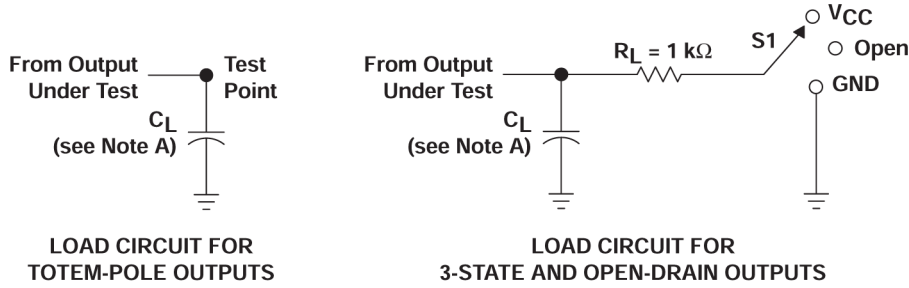 From Output
Under Test
Test
Point
CL
(see Note A)
LOAD CIRCUIT FOR
TOTEM-POLE OUTPUTS
From Output
Under Test
RL = 1 kΩ
S1
VCC
Open
GND
CL
(see Note A)
LOAD CIRCUIT FOR
3-STATE AND OPEN-DRAIN OUTPUTS